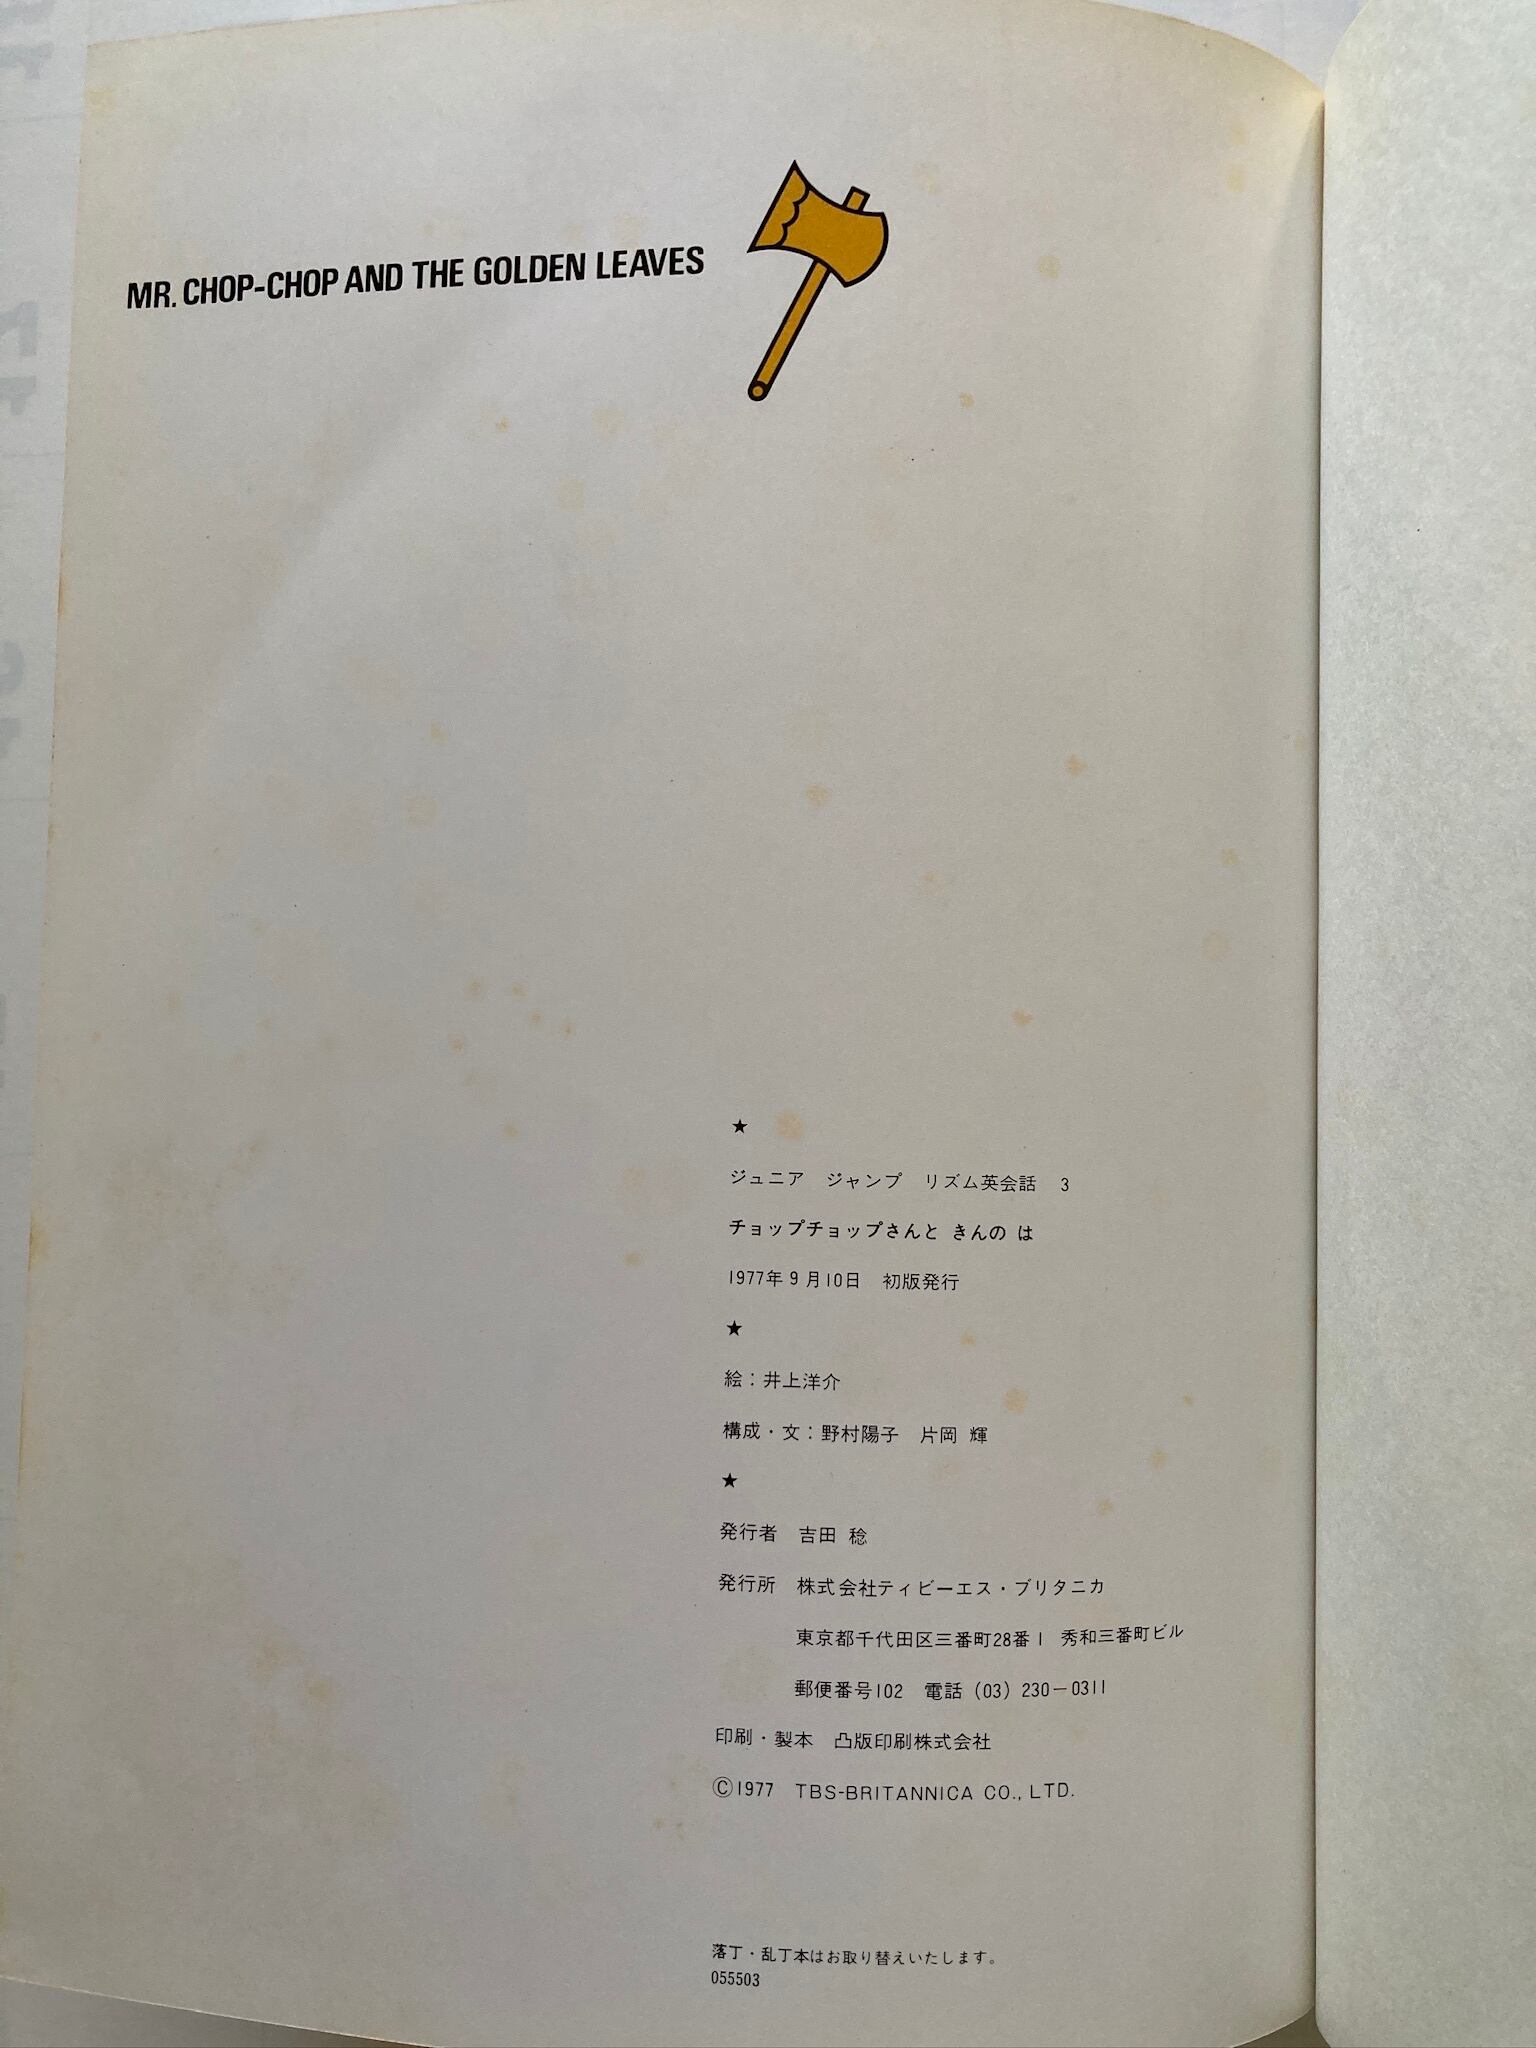 MR. CHOP-CHOP AND THE GOLDEN LEAVES
★
ジュニア　ジャンプ　リズム英会話　3
チョップチョップさんと きんの は
1977年9月10日　初版発行
★
絵：井上洋介
構成・文：野村陽子　片岡 輝
★
発行者　吉田 稔
発行所　株式会社ティビーエス・ブリタニカ
東京都千代田区三番町28番1　秀和三番町ビル
郵便番号102　電話（03）230－0311
印刷・製本　凸版印刷株式会社
©1977　TBS-BRITANNICA CO., LTD.
落丁・乱丁本はお取り替えいたします。
055503